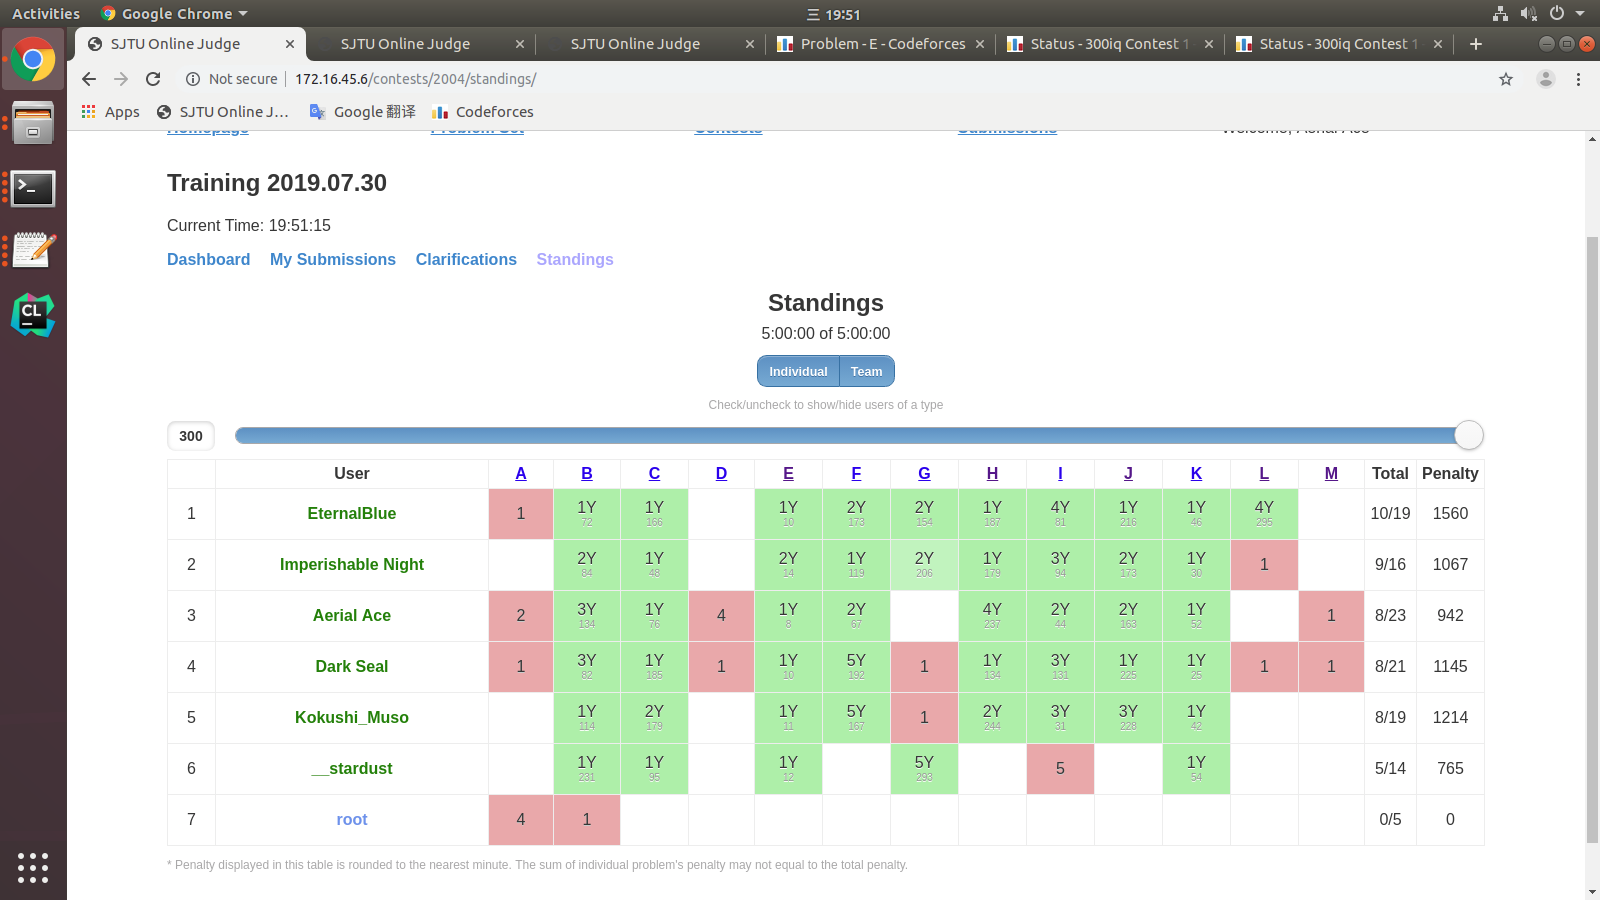 Activities Google Chrome 三 19:51
SJTU Online Judge SJTU Online Judge SJTU Online Judge Problem - E - Codeforces Status - 300iq Contest 1 Status - 300iq Contest 1
Not secure 172.16.45.6/contests/2004/standings/
Apps SJTU Online J... Google 翻译 Codeforces
Homepage Problem Set Contests Submissions Welcome, Aerial Ace
Training 2019.07.30
Current Time: 19:51:15
Dashboard My Submissions Clarifications Standings
Standings
5:00:00 of 5:00:00
Individual Team
Check/uncheck to show/hide users of a type
300
User A B C D E F G H I J K L M Total Penalty
1 EternalBlue 1 1Y 1Y 1Y 2Y 2Y 1Y 4Y 1Y 1Y 4Y 10/19 1560
72 166 10 173 154 187 81 216 46 295
2 Imperishable Night 2Y 1Y 2Y 1Y 2Y 1Y 3Y 2Y 1Y 1 9/16 1067
84 48 14 119 206 179 94 173 30
3 Aerial Ace 2 3Y 1Y 4 1Y 2Y 4Y 2Y 2Y 1Y 1 8/23 942
134 76 8 67 237 44 163 52
4 Dark Seal 1 3Y 1Y 1 1Y 5Y 1 1Y 3Y 1Y 1Y 1 1 8/21 1145
82 185 10 192 134 131 225 25
5 Kokushi_Muso 1Y 2Y 1Y 5Y 1 2Y 3Y 3Y 1Y 8/19 1214
114 179 11 167 244 31 228 42
6 __stardust 1Y 1Y 1Y 5Y 5 1Y 5/14 765
231 95 12 293 54
7 root 4 1 0/5 0
* Penalty displayed in this table is rounded to the nearest minute. The sum of individual problem's penalty may not equal to the total penalty.
CL